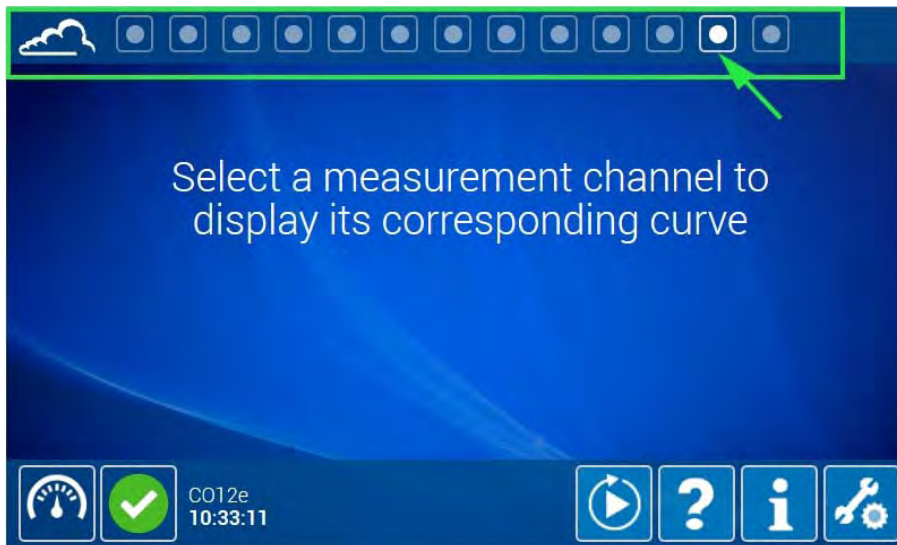 Select a measurement channel to
display its corresponding curve
CO12e
10:33:11